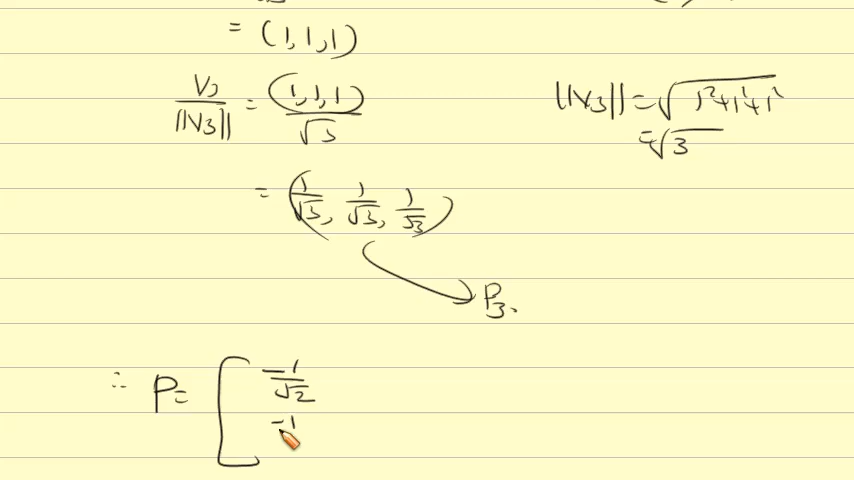 = (1, 1, 1)
V3/||V3|| = (1, 1, 1)/√3
||V3|| = √1²+1²+1²
= √3
= (1/√3, 1/√3, 1/√3)
P3.
∴ P = [ -1/√2
-1